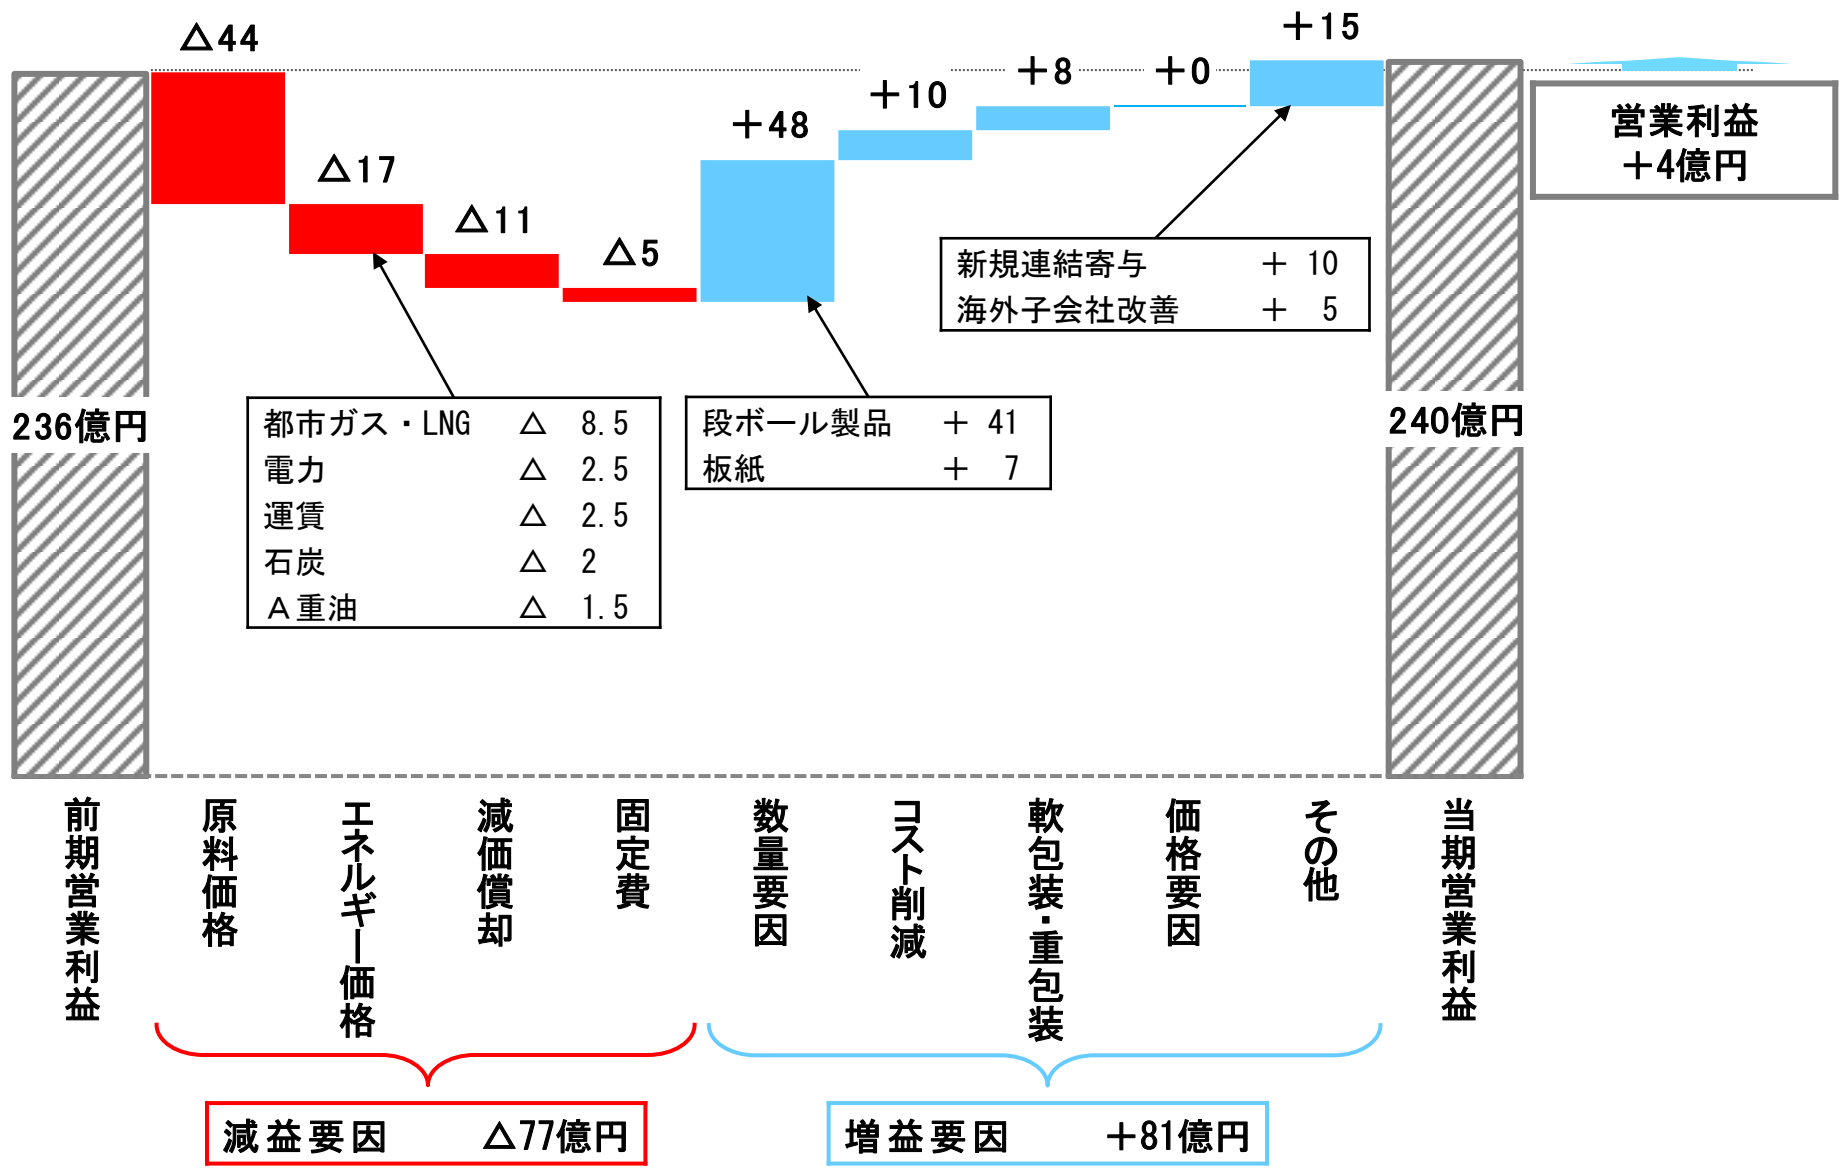 △44
△17
△11
△5
＋48
＋10
＋8
＋0
＋15
営業利益
＋4億円
新規連結寄与 ＋ 10
海外子会社改善 ＋ 5
236億円
240億円
都市ガス・LNG △ 8.5
電力 △ 2.5
運賃 △ 2.5
石炭 △ 2
Ａ重油 △ 1.5
段ボール製品 ＋ 41
板紙 ＋ 7
前期営業利益
原料価格
エネルギー価格
減価償却
固定費
数量要因
コスト削減
軟包装・重包装
価格要因
その他
当期営業利益
減益要因 △77億円
増益要因 ＋81億円